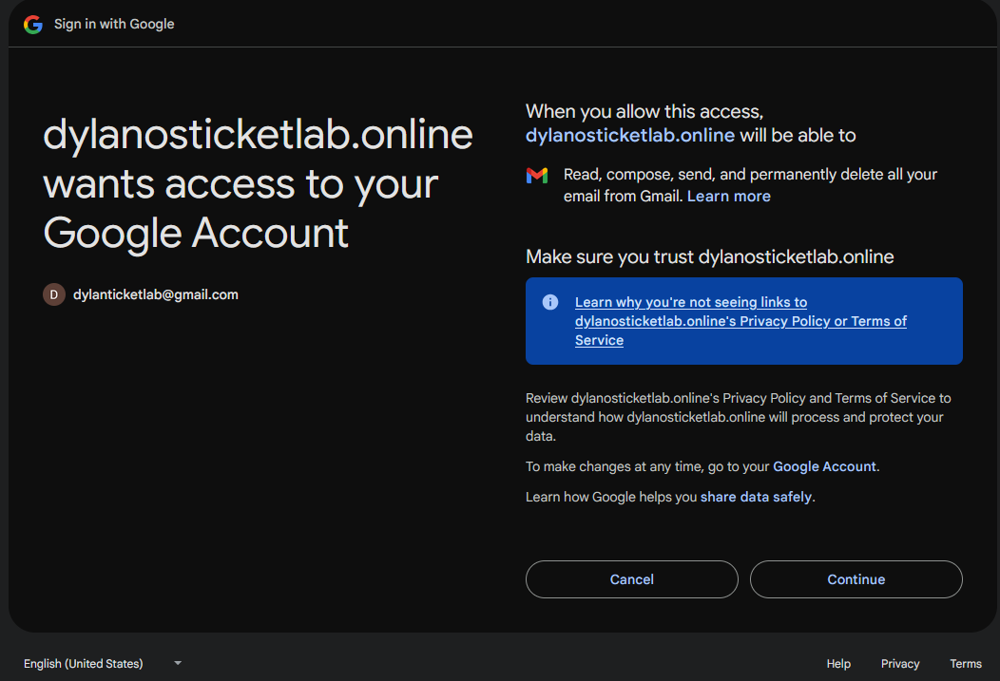 Sign in with Google
dylanosticketlab.online
wants access to your
Google Account
D dylanticketlab@gmail.com
When you allow this access,
dylanosticketlab.online will be able to
Read, compose, send, and permanently delete all your
email from Gmail. Learn more
Make sure you trust dylanosticketlab.online
Learn why you're not seeing links to
dylanosticketlab.online's Privacy Policy or Terms of
Service
Review dylanosticketlab.online's Privacy Policy and Terms of Service to
understand how dylanosticketlab.online will process and protect your
data.
To make changes at any time, go to your Google Account.
Learn how Google helps you share data safely.
Cancel Continue
English (United States) Help Privacy Terms